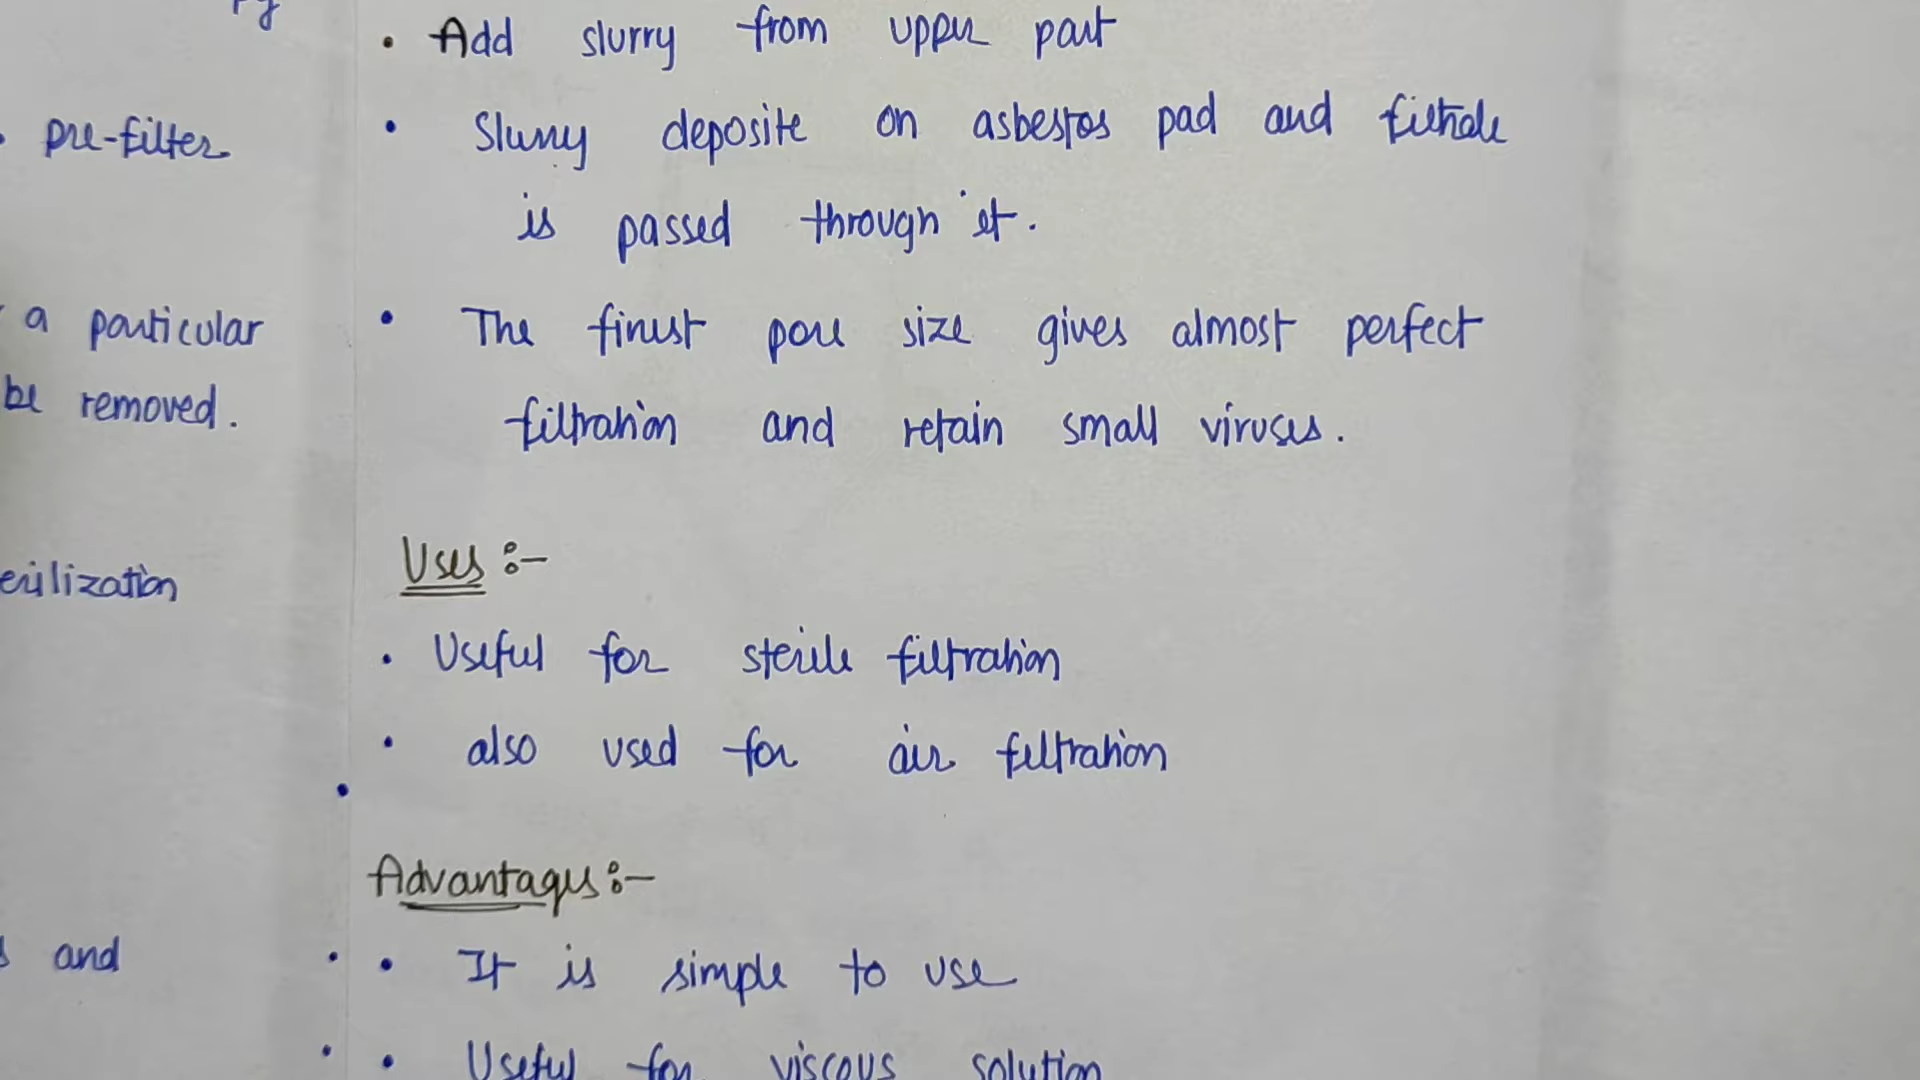 pre-filter
a particular
be removed.
and
• Add slurry from upper part
• Slurry deposite on asbestos pad and filtrate
is passed through it.
• The finest pore size gives almost perfect
filtration and retain small viruses.
Uses :-
• Useful for sterile filtration
• also used for air filtration
Advantages :-
• It is simple to use
• Useful for viscous solution